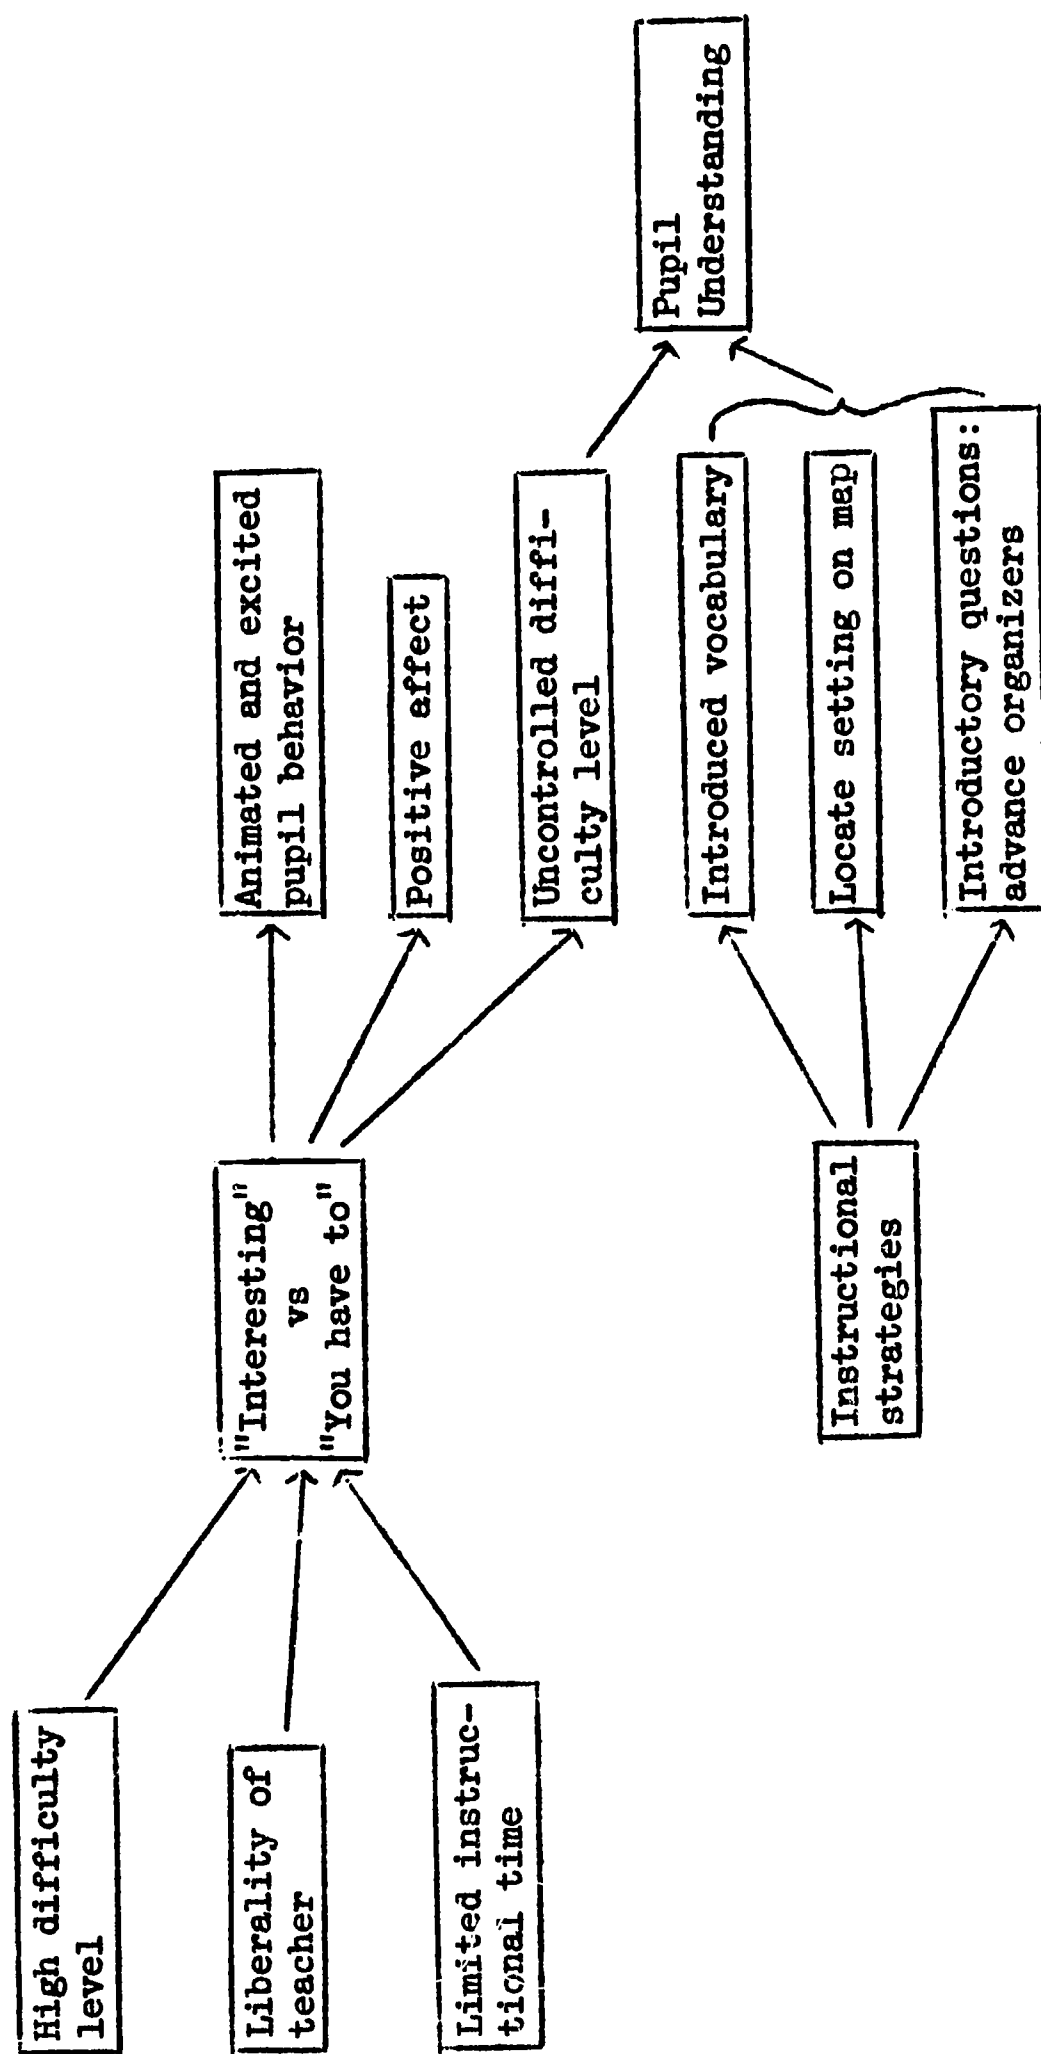 High difficulty
level
Liberality of
teacher
Limited instruc-
tional time
"Interesting"
vs
"You have to"
Instructional
strategies
Animated and excited
pupil behavior
Positive affect
Uncontrolled diffi-
culty level
Introduced vocabulary
Locate setting on map
Introductory questions:
advance organizers
Pupil
Understanding